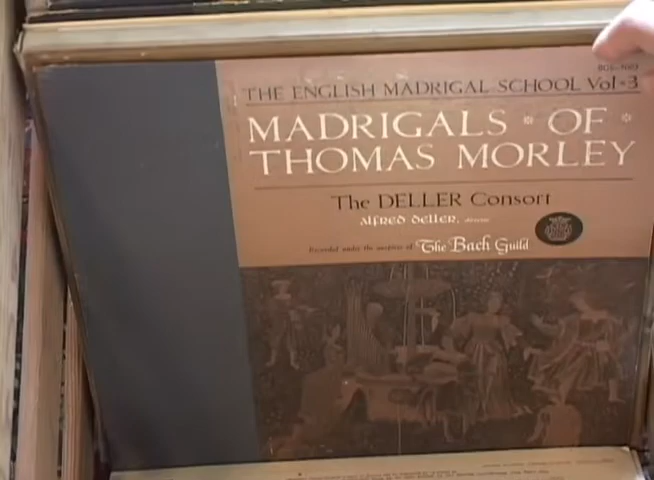 THE ENGLISH MADRIGAL SCHOOL Vol·3
MADRIGALS * OF *
THOMAS MORLEY
The DELLER Consort
alfred deller, director
Recorded under the auspices of The Bach Guild